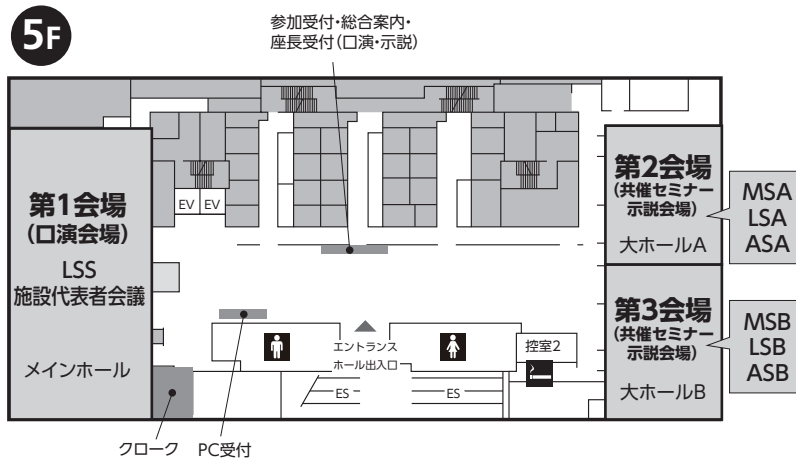 5F
参加受付・総合案内・
座長受付（口演・示説）
第1会場
（口演会場）
LSS
施設代表者会議
メインホール
EV
EV
第2会場
（共催セミナー
示説会場）
大ホールA
MSA
LSA
ASA
第3会場
（共催セミナー
示説会場）
大ホールB
MSB
LSB
ASB
エントランス
ホール出入口
控室2
ES
ES
クローク
PC受付